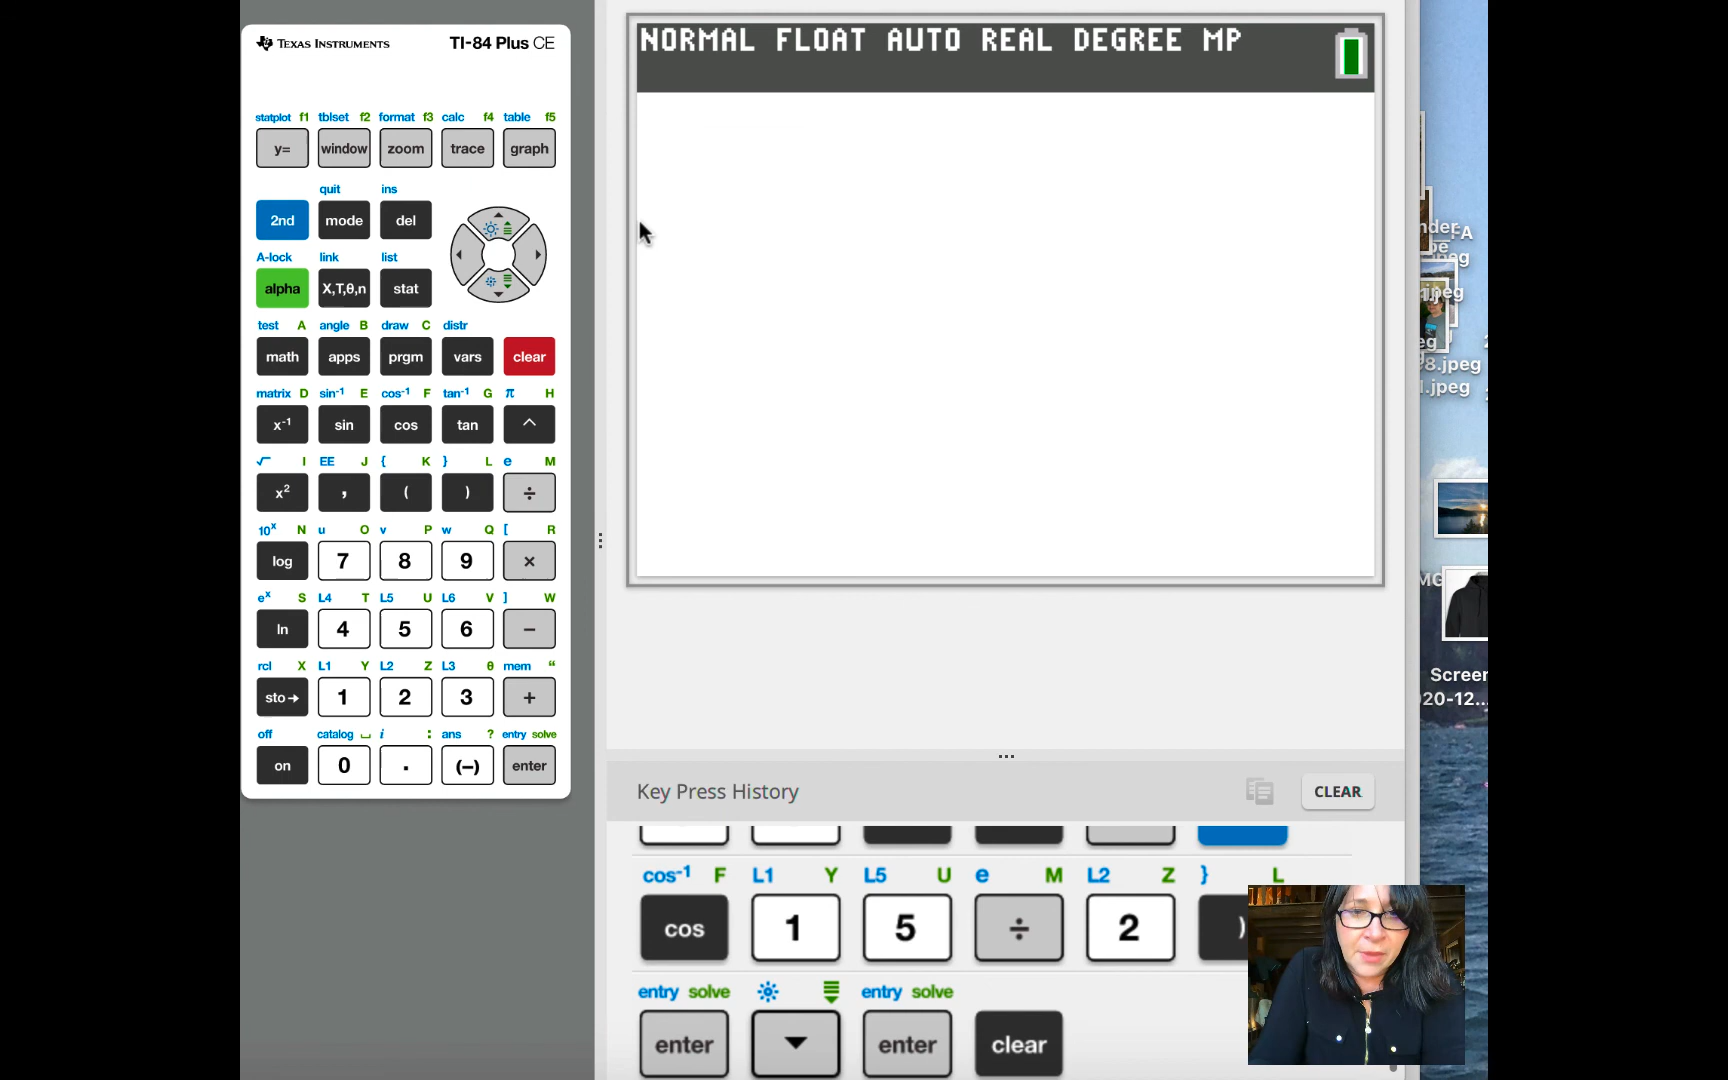 TEXAS INSTRUMENTS TI-84 Plus CE
statplot f1 tblset f2 format f3 calc f4 table f5
y= window zoom trace graph
quit ins
2nd mode del
A-lock link list
alpha X,T,θ,n stat
test A angle B draw C distr
math apps prgm vars clear
matrix D sin⁻¹ E cos⁻¹ F tan⁻¹ G π H
x⁻¹ sin cos tan ^
√ I EE J { K } L e M
x² , ( ) ÷
10ˣ N u O v P w Q [ R
log 7 8 9 ×
eˣ S L4 T L5 U L6 V ] W
ln 4 5 6 −
rcl X L1 Y L2 Z L3 θ mem “
sto→ 1 2 3 +
off catalog ⎵ i : ans ? entry solve
on 0 . (−) enter
NORMAL FLOAT AUTO REAL DEGREE MP
Key Press History CLEAR
cos⁻¹ F L1 Y L5 U e M L2 Z } L
cos 1 5 ÷ 2 )
entry solve entry solve
enter enter clear
8.jpeg
.jpeg
Screen
20-12...